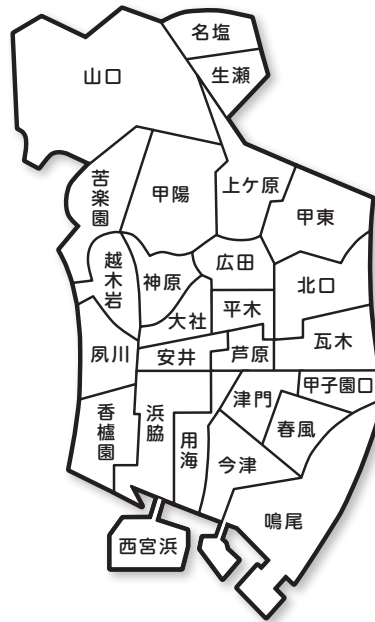 名塩
山口
生瀬
苦楽園
甲陽
上ケ原
甲東
越木岩
神原
広田
北口
大社
平木
瓦木
夙川
安井
芦原
甲子園口
香櫨園
浜脇
用海
津門
春風
今津
鳴尾
西宮浜